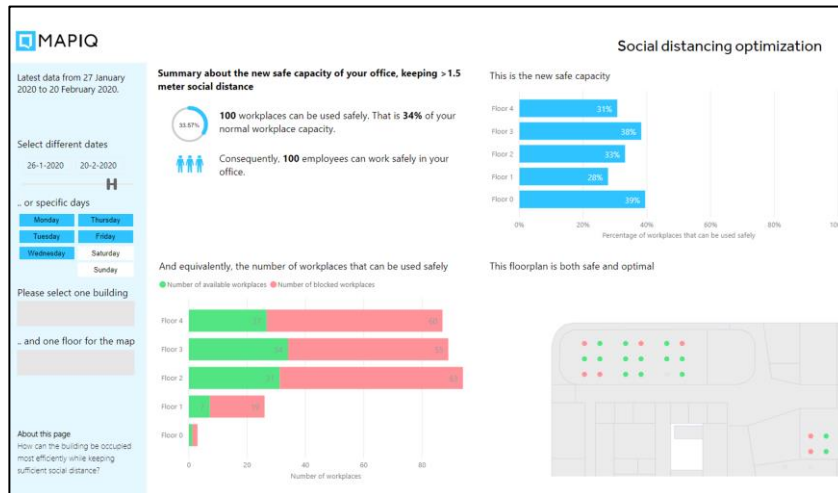 MAPIQ
Social distancing optimization
Latest data from 27 January
2020 to 20 February 2020.
Select different dates
26-1-2020 20-2-2020
.. or specific days
Monday Thursday
Tuesday Friday
Wednesday Saturday
Sunday
Please select one building
.. and one floor for the map
About this page
How can the building be occupied
most efficiently while keeping
sufficient social distance?
Summary about the new safe capacity of your office, keeping >1.5
meter social distance
33.57%
100 workplaces can be used safely. That is 34% of your
normal workplace capacity.
Consequently, 100 employees can work safely in your
office.
This is the new safe capacity
Floor 4 31%
Floor 3 38%
Floor 2 33%
Floor 1 28%
Floor 0 39%
0% 20% 40% 60% 80% 100%
Percentage of workplaces that can be used safely
And equivalently, the number of workplaces that can be used safely
Number of available workplaces Number of blocked workplaces
Floor 4
Floor 3
Floor 2
Floor 1
Floor 0
0 20 40 60 80
Number of workplaces
This floorplan is both safe and optimal